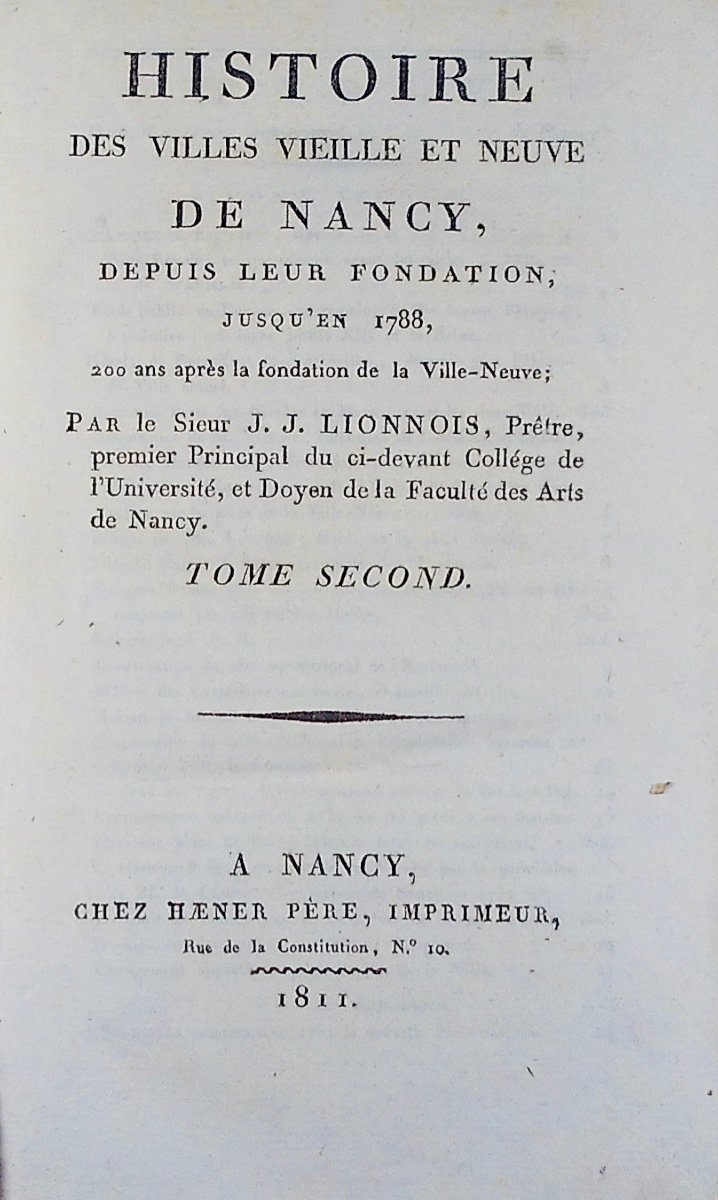 HISTOIRE
DES VILLES VIEILLE ET NEUVE
DE NANCY,
DEPUIS LEUR FONDATION,
JUSQU'EN 1788,
200 ans après la fondation de la Ville-Neuve;
PAR le Sieur J. J. LIONNOIS, Prêtre,
premier Principal du ci-devant Collége de
l'Université, et Doyen de la Faculté des Arts
de Nancy.
TOME SECOND.
A NANCY,
CHEZ HÆNER PÈRE, IMPRIMEUR,
Rue de la Constitution, N.º 10.
1811.